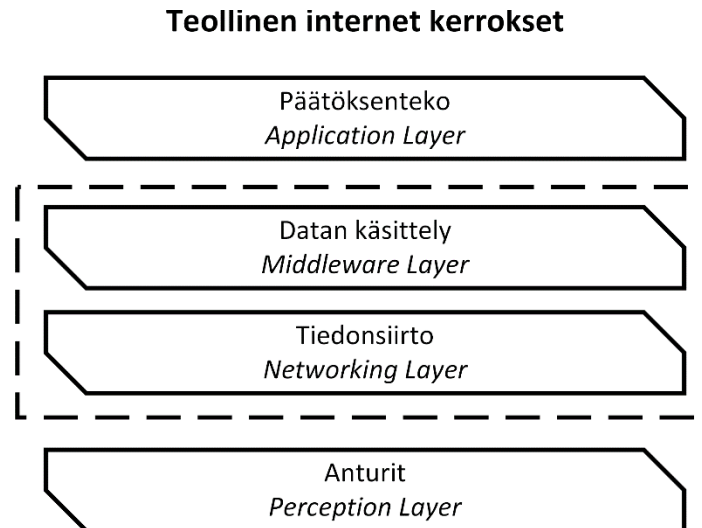 Teollinen internet kerrokset
Päätöksenteko
Application Layer
Datan käsittely
Middleware Layer
Tiedonsiirto
Networking Layer
Anturit
Perception Layer